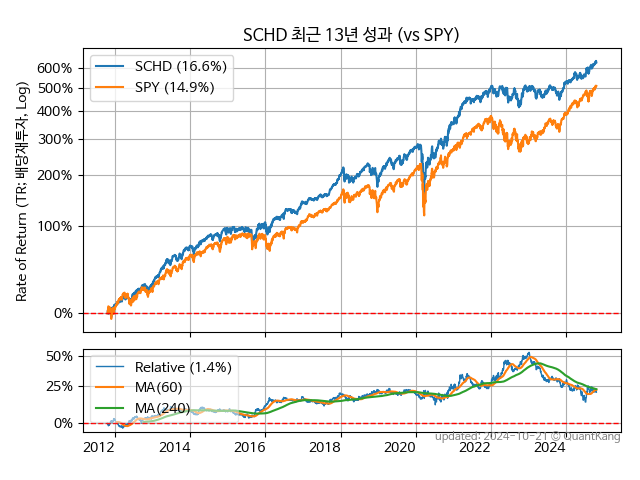 SCHD 최근 13년 성과 (vs SPY)
Rate of Return (TR; 배당재투자, Log)
600%
500%
400%
300%
200%
100%
0%
SCHD (16.6%)
SPY (14.9%)
50%
25%
0%
Relative (1.4%)
MA(60)
MA(240)
2012 2014 2016 2018 2020 2022 2024
updated: 2024-10-21 © QuantKang